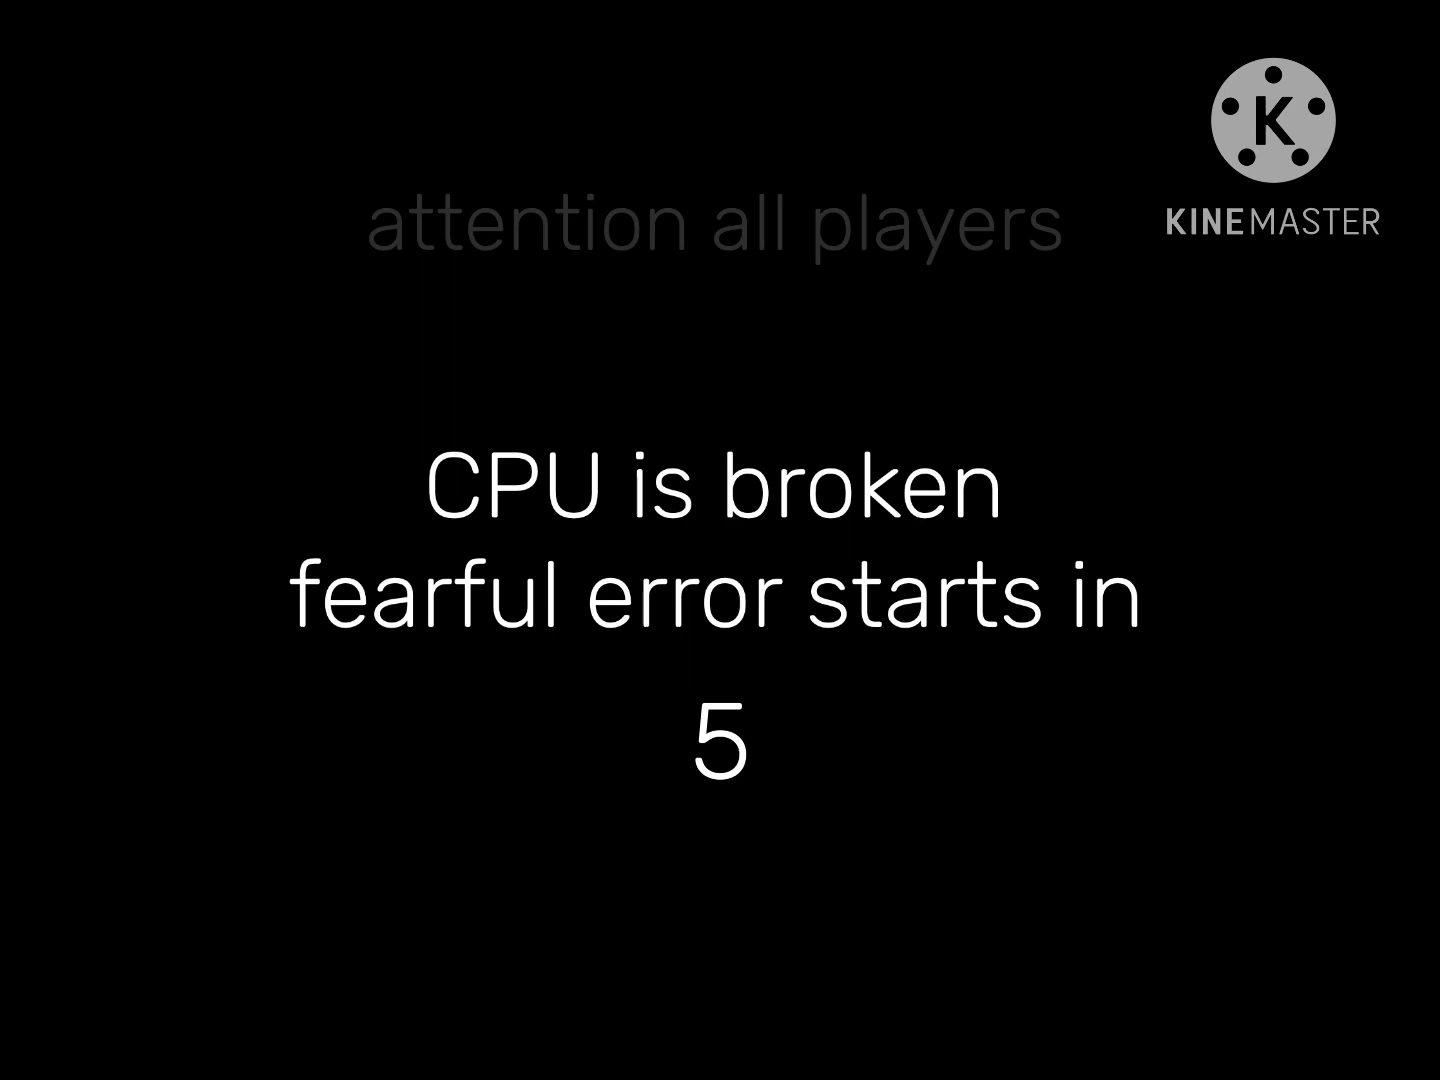 K
KINEMASTER
attention all players
CPU is broken
fearful error starts in
5